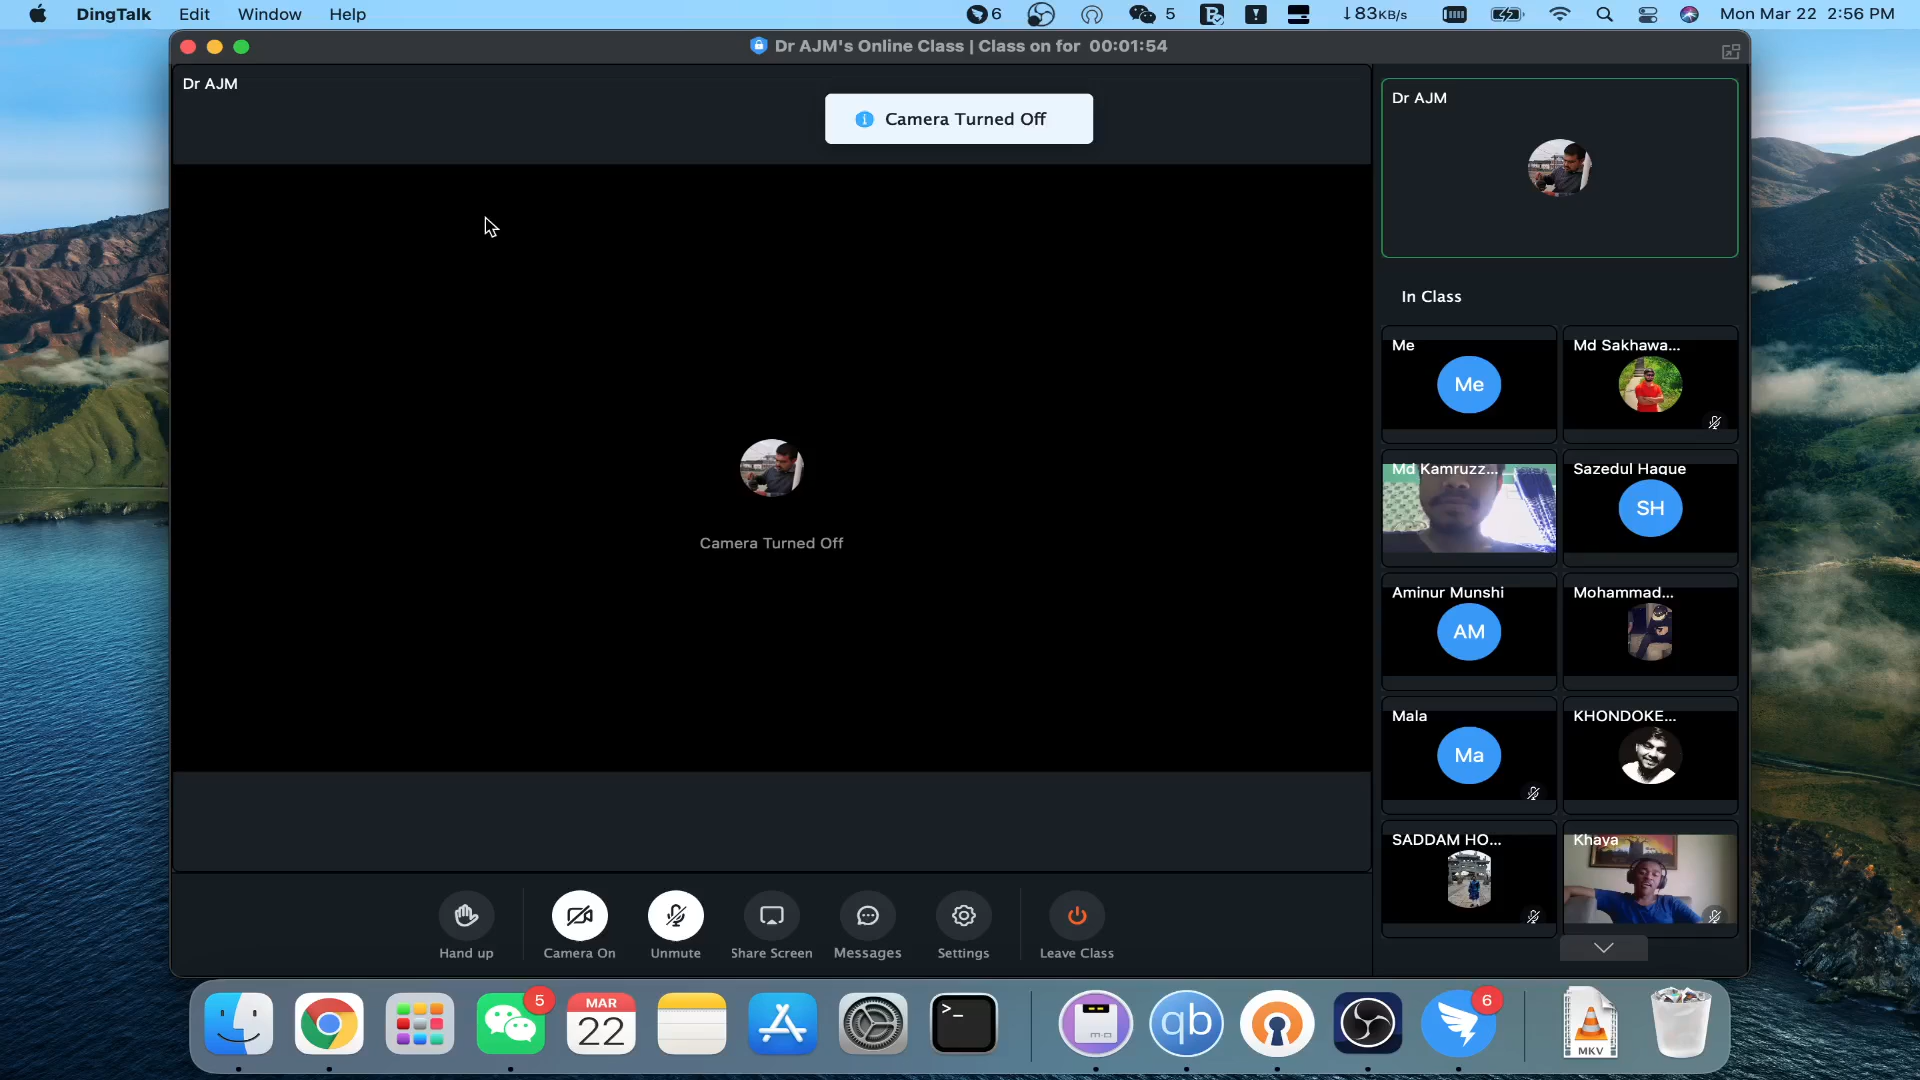 DingTalk Edit Window Help 6 5 ↓83KB/s Mon Mar 22 2:56 PM
Dr AJM's Online Class | Class on for 00:01:54
Dr AJM
Camera Turned Off
Dr AJM
In Class
Me
Me
Md Sakhawa...
Md Kamruzz...
Sazedul Haque
SH
Aminur Munshi
AM
Mohammad...
Camera Turned Off
Mala
Ma
KHONDOKE...
SADDAM HO...
Khaya
Hand up
Camera On
Unmute
Share Screen
Messages
Settings
Leave Class
5
MAR
22
>_
m-a
qb
6
MKV